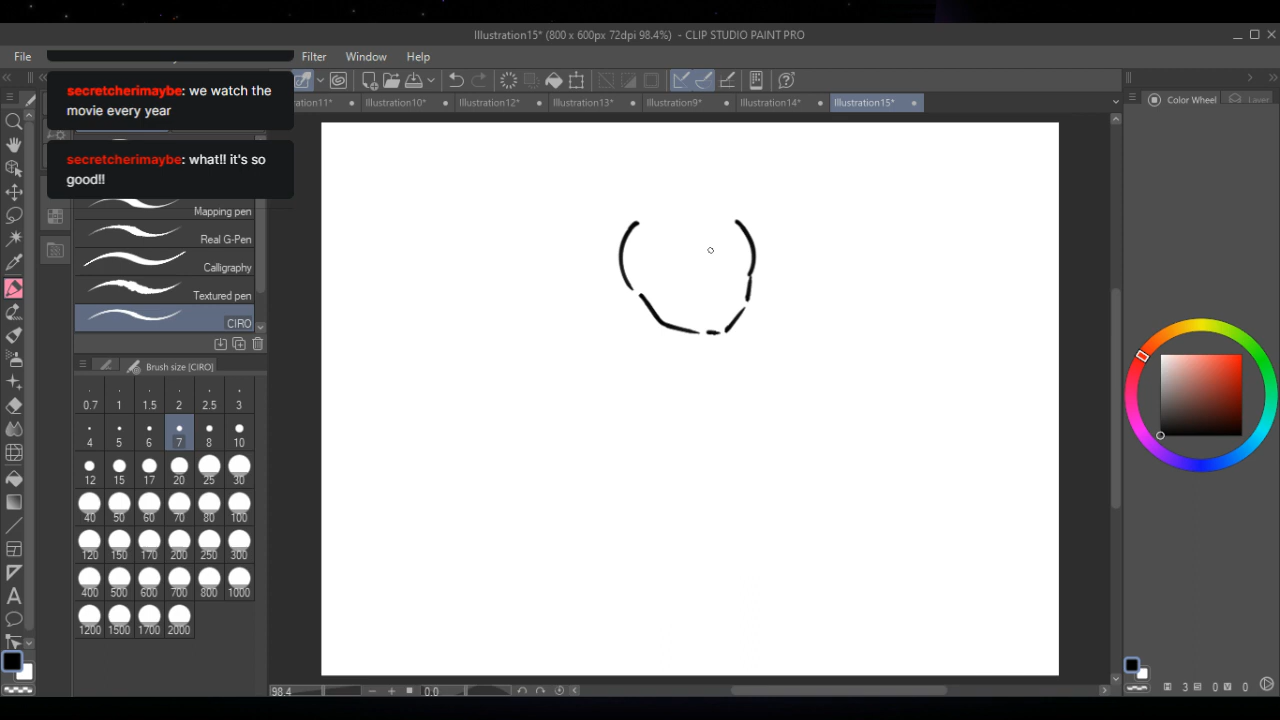 Illustration15* (800 x 600px 72dpi 98.4%) - CLIP STUDIO PAINT PRO
File Filter Window Help
secretcherimaybe: we watch the
movie every year
Illustration10* Illustration12* Illustration13* Illustration9* Illustration14* Illustration15*
Color Wheel Layer
secretcherimaybe: what!! it's so
good!!
Mapping pen
Real G-Pen
Calligraphy
Textured pen
CIRO
Brush size [CIRO]
0.7 1 1.5 2 2.5 3
4 5 6 7 8 10
12 15 17 20 25 30
40 50 60 70 80 100
120 150 170 200 250 300
400 500 600 700 800 1000
1200 1500 1700 2000
98.4 0.0
3 0 0